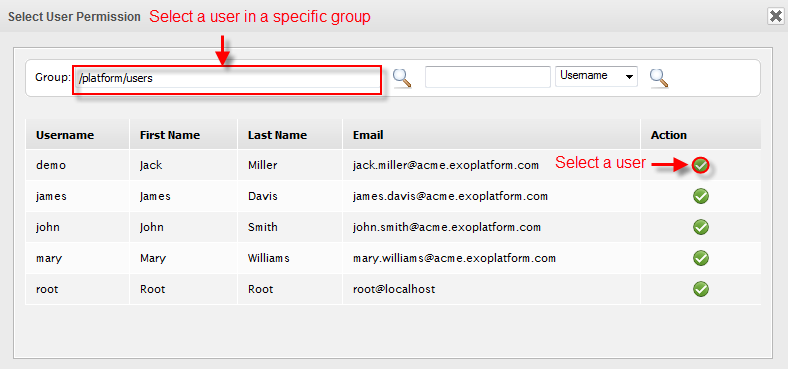 Select User Permission Select a user in a specific group
Group: /platform/users Username
Username First Name Last Name Email Action
demo Jack Miller jack.miller@acme.exoplatform.com Select a user
james James Davis james.davis@acme.exoplatform.com
john John Smith john.smith@acme.exoplatform.com
mary Mary Williams mary.williams@acme.exoplatform.com
root Root Root root@localhost